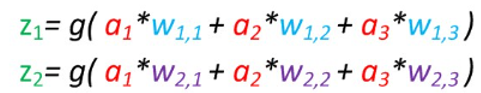 z₁= g( a₁*w₁,₁ + a₂*w₁,₂ + a₃*w₁,₃)
z₂= g( a₁*w₂,₁ + a₂*w₂,₂ + a₃*w₂,₃)